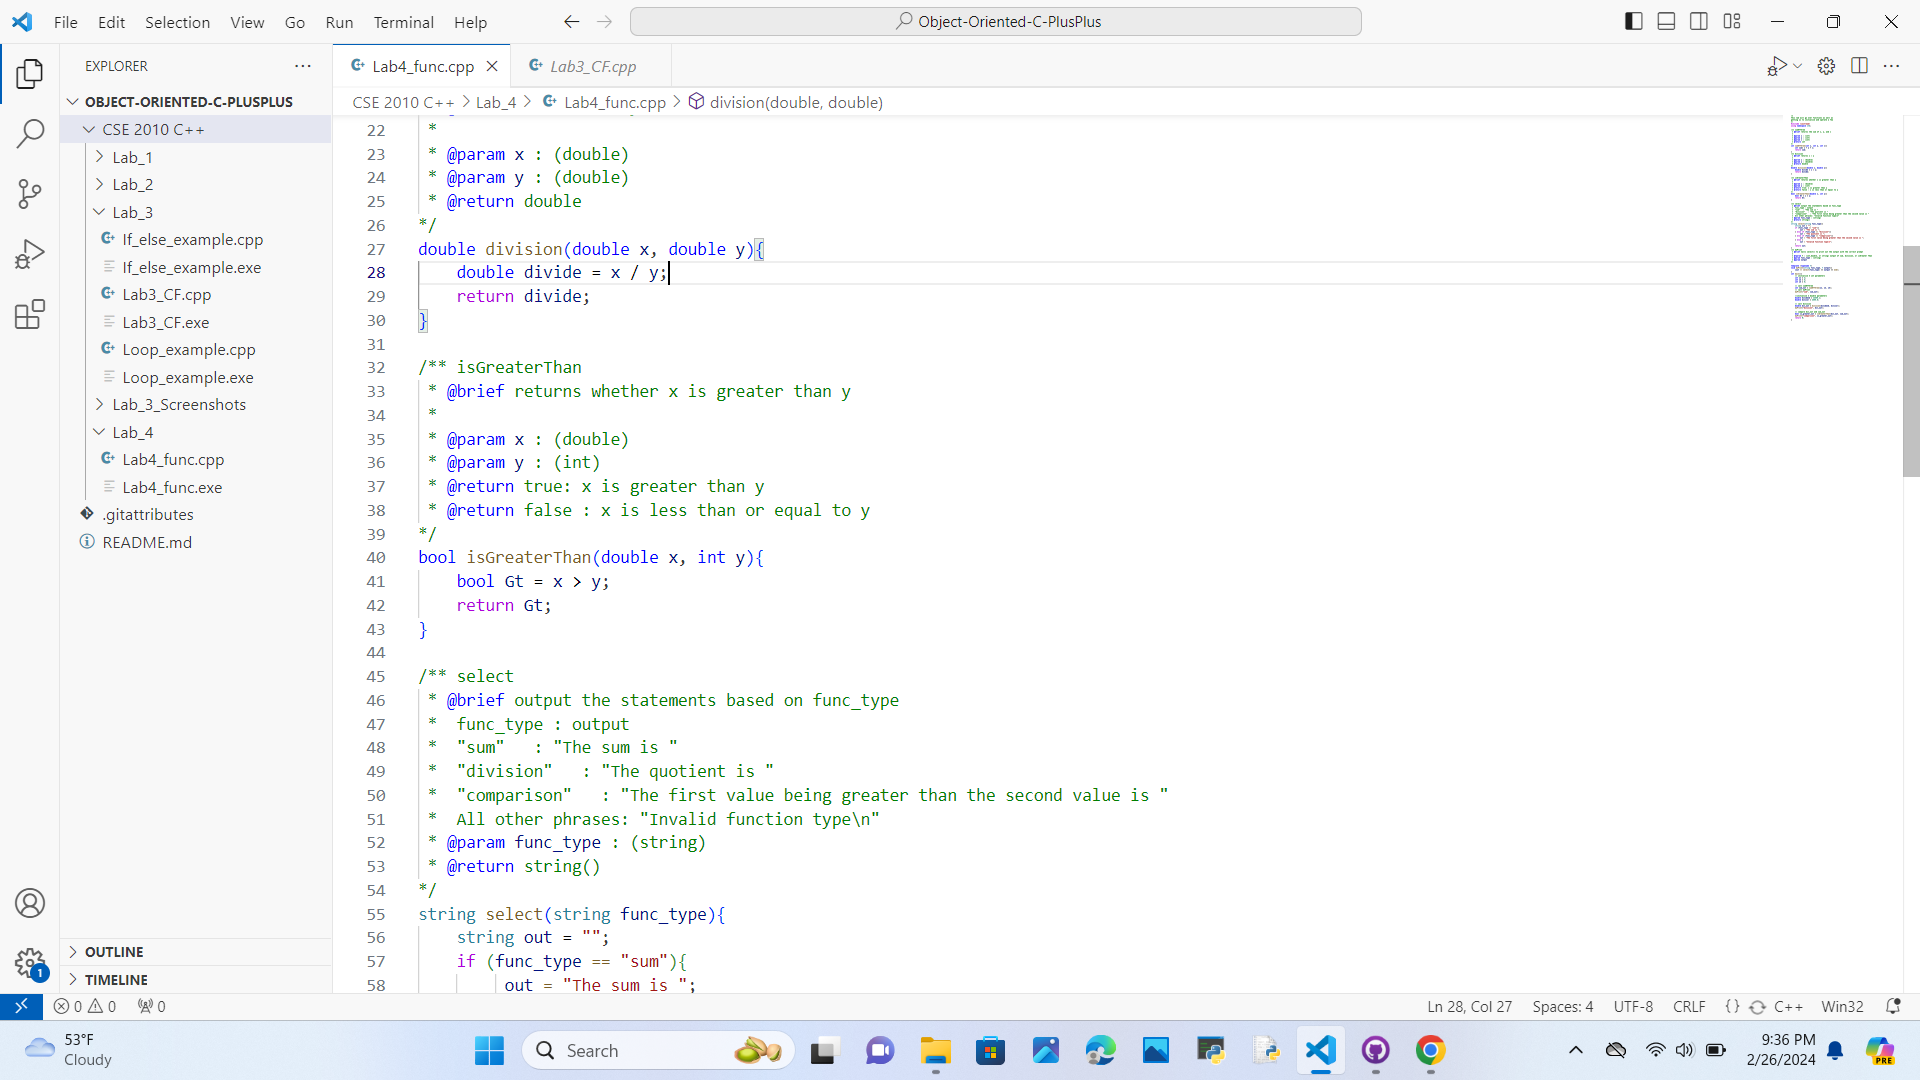 File Edit Selection View Go Run Terminal Help
Object-Oriented-C-PlusPlus
EXPLORER
OBJECT-ORIENTED-C-PLUSPLUS
CSE 2010 C++
Lab_1
Lab_2
Lab_3
If_else_example.cpp
If_else_example.exe
Lab3_CF.cpp
Lab3_CF.exe
Loop_example.cpp
Loop_example.exe
Lab_3_Screenshots
Lab_4
Lab4_func.cpp
Lab4_func.exe
.gitattributes
README.md
OUTLINE
TIMELINE
Lab4_func.cpp Lab3_CF.cpp
CSE 2010 C++ > Lab_4 > Lab4_func.cpp > division(double, double)
22 *
23 * @param x : (double)
24 * @param y : (double)
25 * @return double
26 */
27 double division(double x, double y){
28 double divide = x / y;
29 return divide;
30 }
31
32 /** isGreaterThan
33 * @brief returns whether x is greater than y
34 *
35 * @param x : (double)
36 * @param y : (int)
37 * @return true: x is greater than y
38 * @return false : x is less than or equal to y
39 */
40 bool isGreaterThan(double x, int y){
41 bool Gt = x > y;
42 return Gt;
43 }
44
45 /** select
46 * @brief output the statements based on func_type
47 * func_type : output
48 * "sum" : "The sum is "
49 * "division" : "The quotient is "
50 * "comparison" : "The first value being greater than the second value is "
51 * All other phrases: "Invalid function type\n"
52 * @param func_type : (string)
53 * @return string()
54 */
55 string select(string func_type){
56 string out = "";
57 if (func_type == "sum"){
58 out = "The sum is ";
1
0 0 0
Ln 28, Col 27 Spaces: 4 UTF-8 CRLF {} C++ Win32
53°F
Cloudy
Search
PRE
9:36 PM
2/26/2024